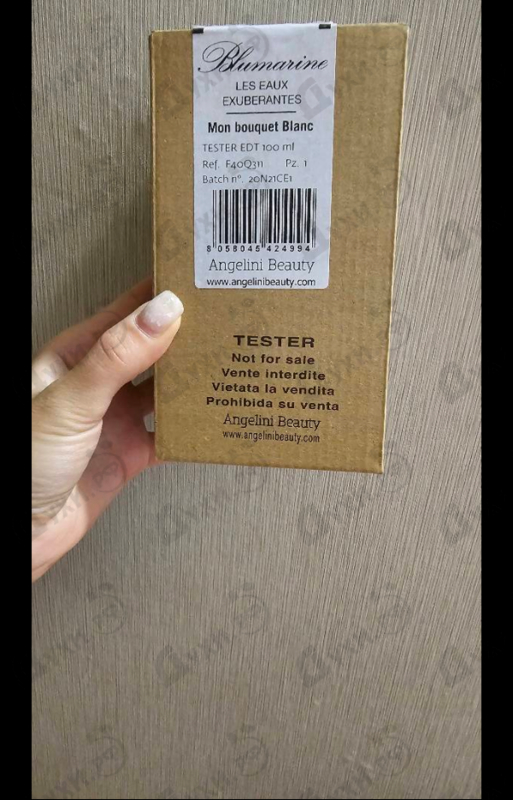 Blumarine
LES EAUX
EXUBERANTES
Mon bouquet Blanc
TESTER EDT 100 ml
Ref. F40Q311 Pz. 1
Batch n°. 20N21CE1
8 058045 424994
Angelini Beauty
www.angelinibeauty.com
TESTER
Not for sale
Vente interdite
Vietata la vendita
Prohibida su venta
Angelini Beauty
www.angelinibeauty.com
Духи.рф